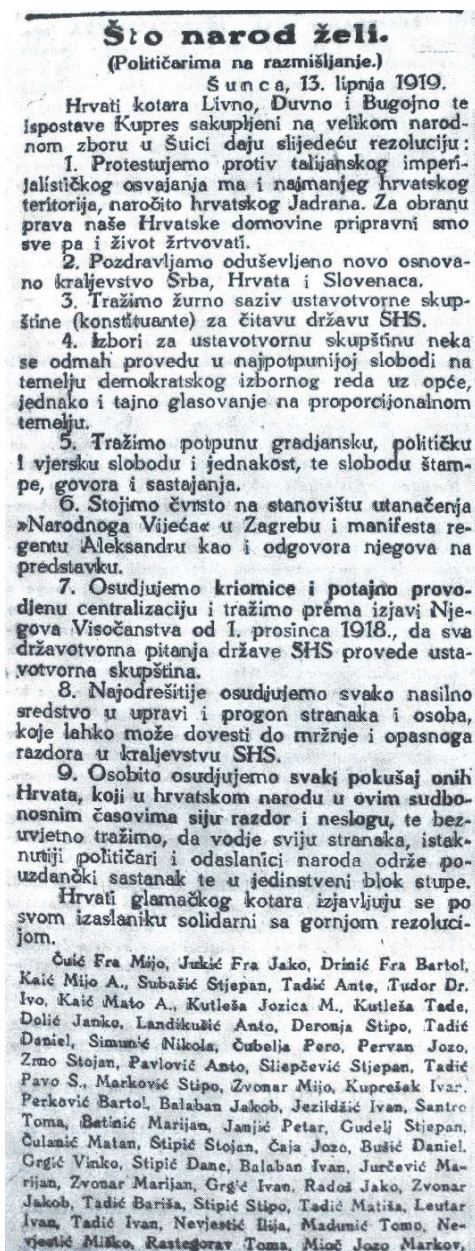 Što narod želi.
(Političarima na razmišljanje.)
Šunca, 13. lipnja 1919.
Hrvati kotara Livno, Duvno i Bugojno te
ispostave Kupres sakupljeni na velikom narod-
nom zboru u Šuici daju slijedeću rezoluciju:
1. Protestujemo protiv talijanskog imperi-
jalističkog osvajanja ma i najmanjeg hrvatskog
teritorija, naročito hrvatskog Jadrana. Za obranu
prava naše Hrvatske domovine pripravni smo
sve pa i život žrtvovati.
2. Pozdravljamo oduševljeno novo osnova-
no kraljevstvo Srba, Hrvata i Slovenaca.
3. Tražimo žurno saziv ustavotvorne skup-
štine (konstituante) za čitavu državu SHS.
4. Izbori za ustavotvornu skupštinu neka
se odmah provedu u najpotpunijoj slobodi na
temelju demokratskog izbornog reda uz opće,
jednako i tajno glasovanje na proporcijonalnom
temelju.
5. Tražimo potpunu gradjansku, političku
i vjersku slobodu i jednakost, te slobodu štam-
pe, govora i sastajanja.
6. Stojimo čvrsto na stanovištu utanačenja
»Narodnoga Vijeća« u Zagrebu i manifesta re-
gentu Aleksandru kao i odgovora njegova na
predstavku.
7. Osudjujemo kriomice i potajno provo-
djenu centralizaciju i tražimo prema izjavi Nje-
gova Visočanstva od 1. prosinca 1918., da sva
državotvorna pitanja države SHS provede usta-
votvorna skupština.
8. Najodrešitije osudjujemo svako nasilno
sredstvo u upravi i progon stranaka i osoba,
koje lahko može dovesti do mržnje i opasnoga
razdora u kraljevstvu SHS.
9. Osobito osudjujemo svaki pokušaj onih
Hrvata, koji u hrvatskom narodu u ovim sudbo-
nosnim časovima siju razdor i neslogu, te bez-
uvjetno tražimo, da vodje sviju stranaka, istak-
nutiji političari i odaslanici naroda održe po-
uzdančki sastanak te u jedinstveni blok stupe.
Hrvati glamačkog kotara izjavljuju se po
svom izaslaniku solidarni sa gornjom rezoluci-
jom.
Čuić Fra Mijo, Jukić Fra Jako, Drinić Fra Bartol,
Kaić Mijo A., Subašić Stjepan, Tadić Ante, Tudor Dr.
Ivo, Kaić Mato A., Kutleša Jozica M., Kutleša Tade,
Dolić Janko, Landikušić Anto, Deronja Stipo, Tadić
Daniel, Simunić Nikola, Čubelja Pero, Pervan Jozo,
Zrno Stojan, Pavlović Anto, Sliepčević Stjepan, Tadić
Pavo S., Marković Stipo, Zvonar Mijo, Kuprešak Ivan
Perković Bartol, Balaban Jakob, Jezildžić Ivan, Santro
Toma, Batinić Marijan, Janjić Petar, Gudelj Stjepan,
Čulanić Matan, Stipić Stojan, Čaja Jozo, Bušić Daniel,
Grgić Vinko, Stipić Dane, Balaban Ivan, Jurčević Ma-
rijan, Zvonar Marijan, Grgić Ivan, Radoš Jako, Zvonar
Jakob, Tadić Bariša, Stipić Stipo, Tadić Matiša, Leutar
Ivan, Tadić Ivan, Nevjestić Ilija, Madunić Tomo, Ne-
vjestić Miško, Rastegorav Toma, Mioč Jozo Markov,